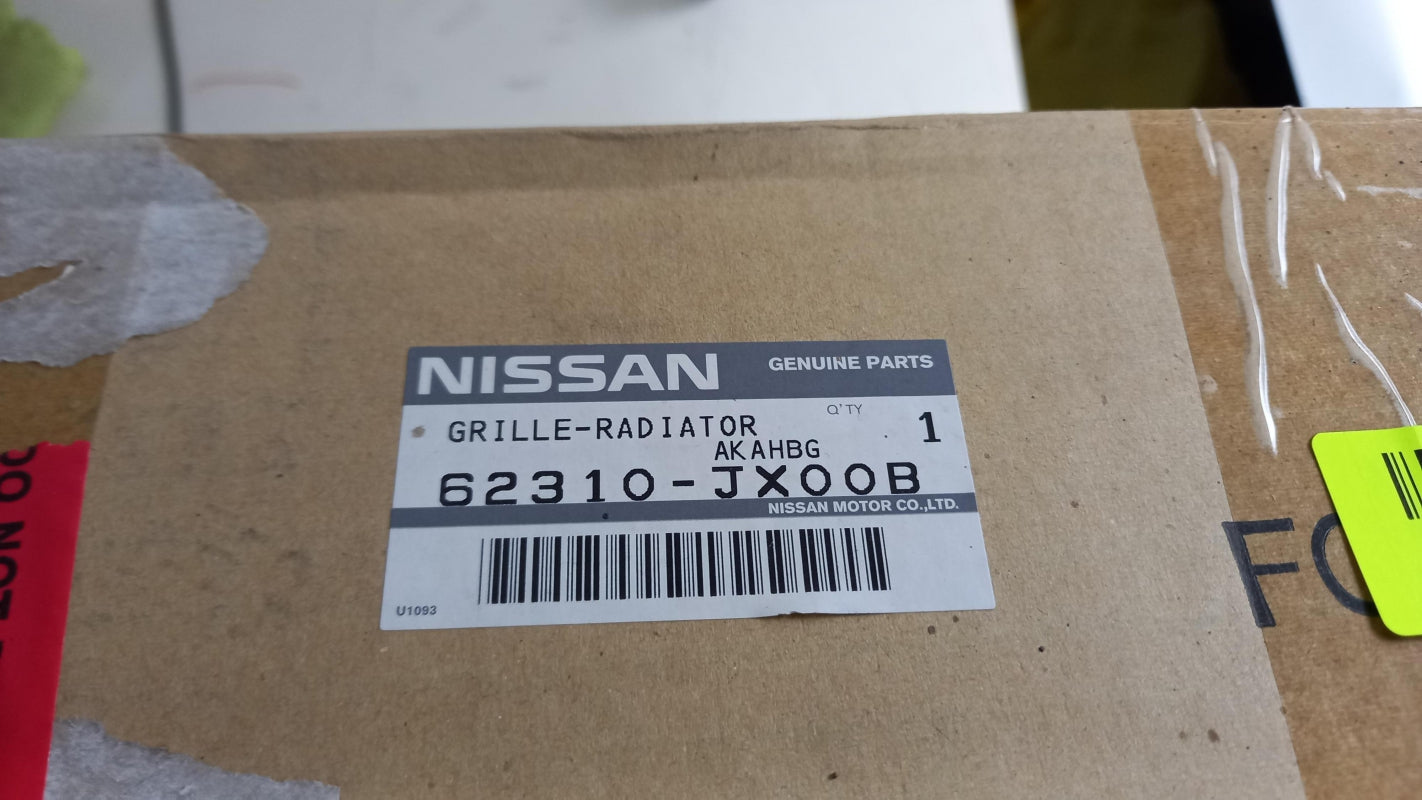 NISSAN GENUINE PARTS
GRILLE-RADIATOR Q'TY 1
AKAHBG
62310-JX00B
NISSAN MOTOR CO.,LTD.
U1093